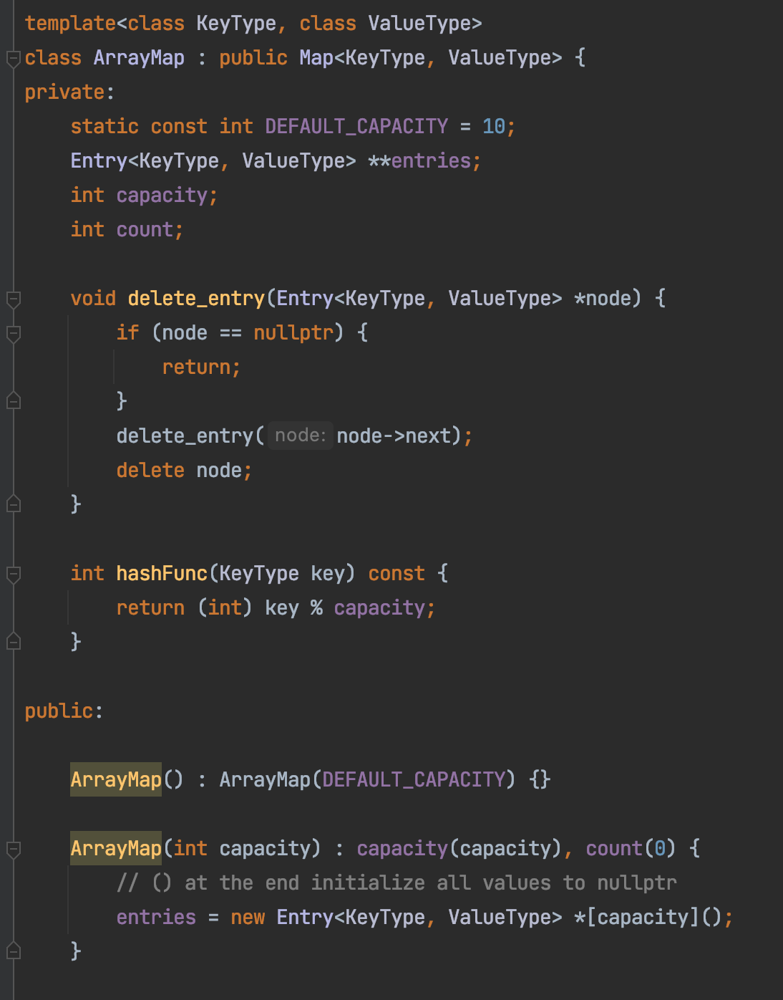 template<class KeyType, class ValueType>
class ArrayMap : public Map<KeyType, ValueType> {
private:
    static const int DEFAULT_CAPACITY = 10;
    Entry<KeyType, ValueType> **entries;
    int capacity;
    int count;

    void delete_entry(Entry<KeyType, ValueType> *node) {
        if (node == nullptr) {
            return;
        }
        delete_entry( node: node->next);
        delete node;
    }

    int hashFunc(KeyType key) const {
        return (int) key % capacity;
    }

public:

    ArrayMap() : ArrayMap(DEFAULT_CAPACITY) {}

    ArrayMap(int capacity) : capacity(capacity), count(0) {
        // () at the end initialize all values to nullptr
        entries = new Entry<KeyType, ValueType> *[capacity]();
    }